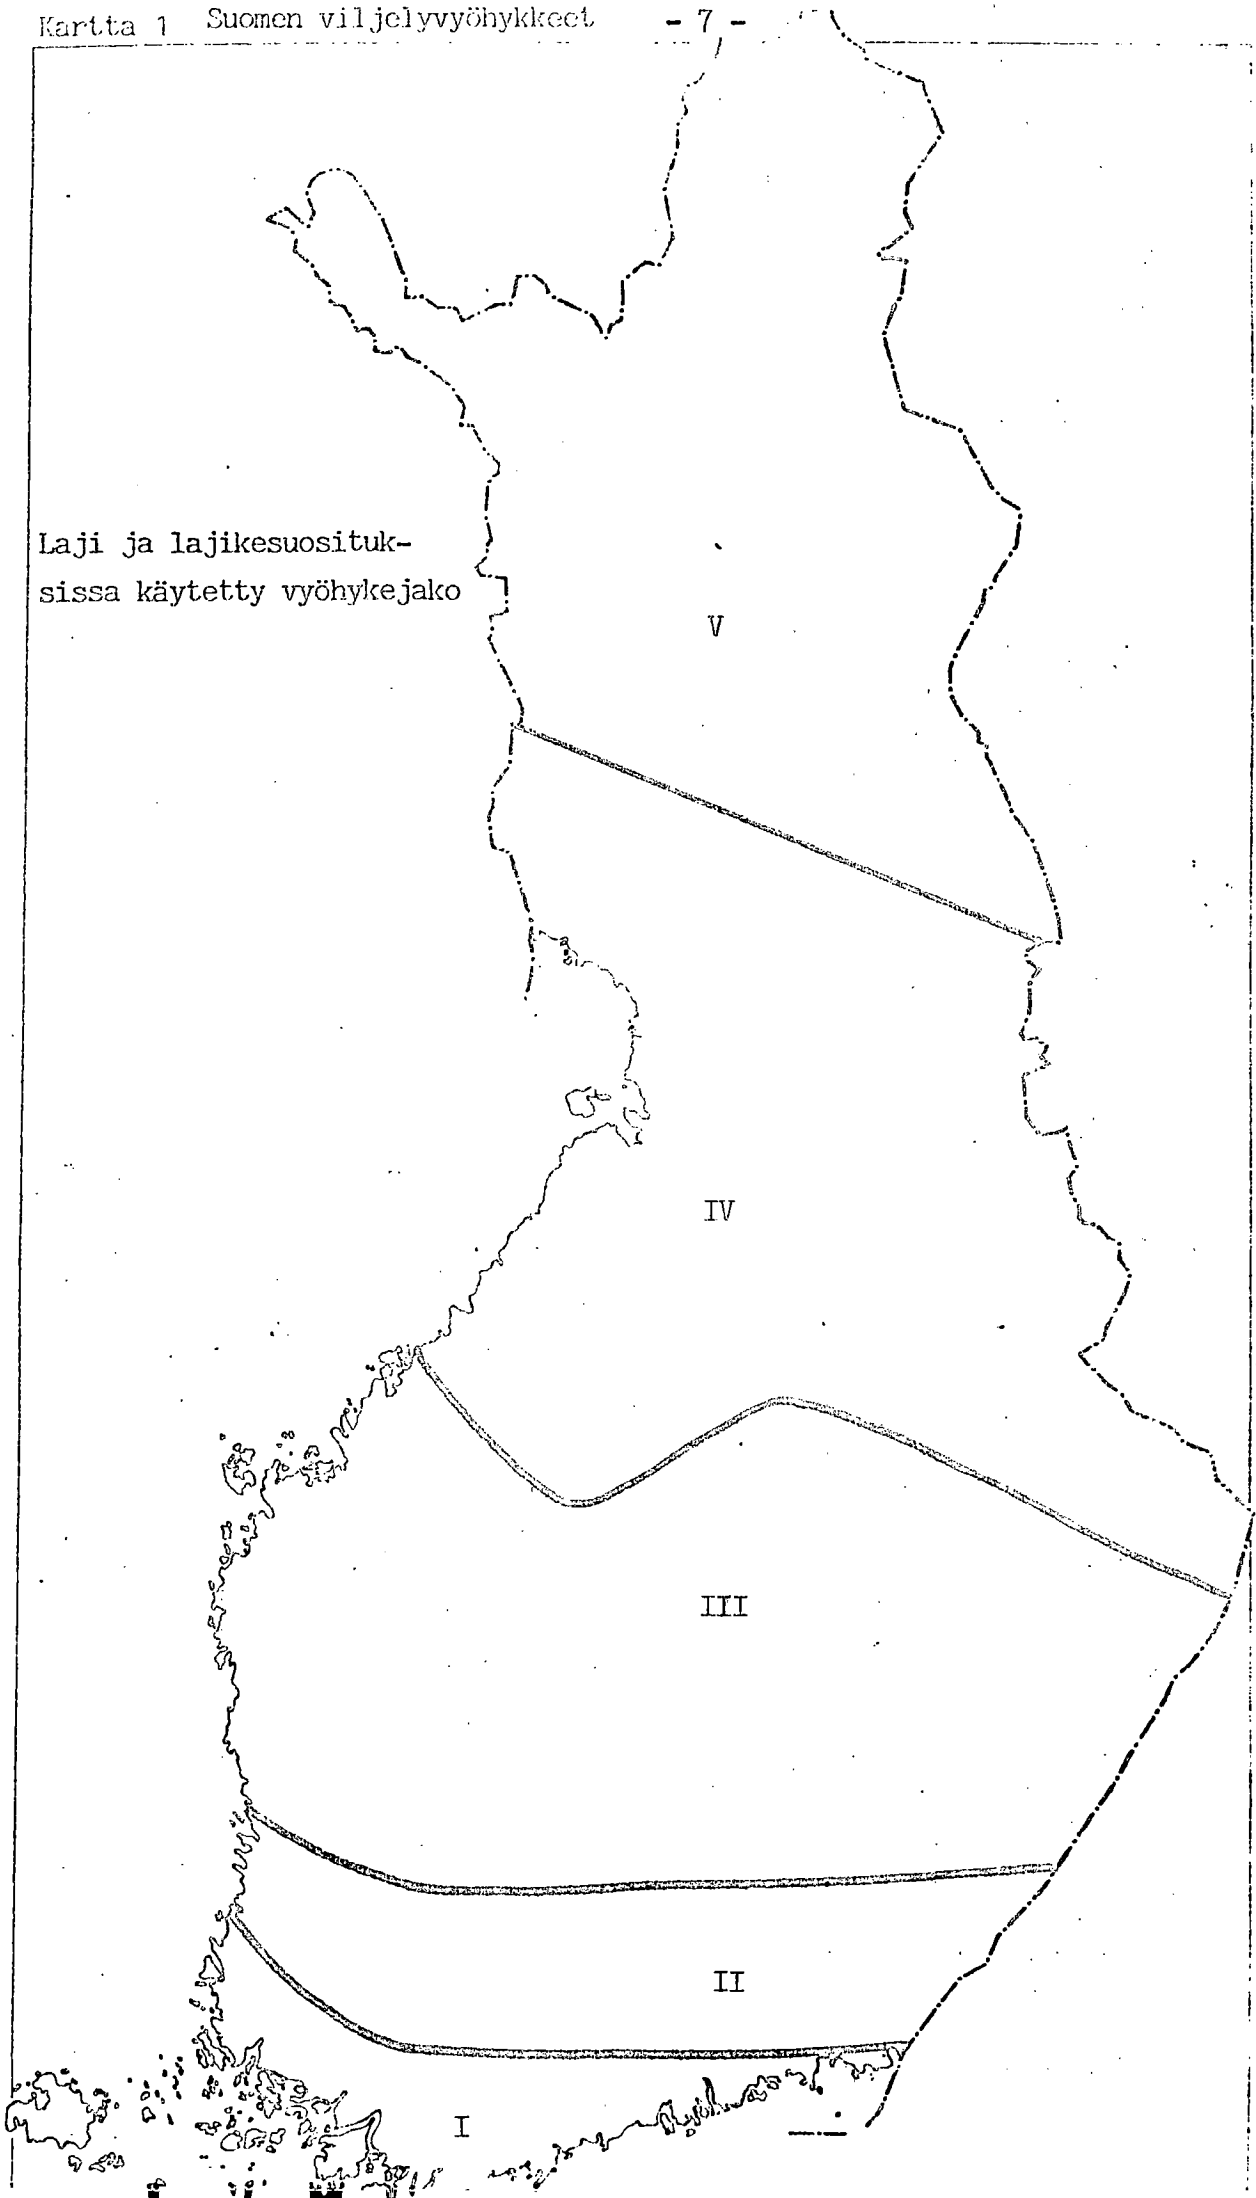 Kartta 1 Suomen viljelyvyöhykkeet - 7 -
Laji ja lajikesuosituk-
sissa käytetty vyöhykejako
V
IV
III
II
I